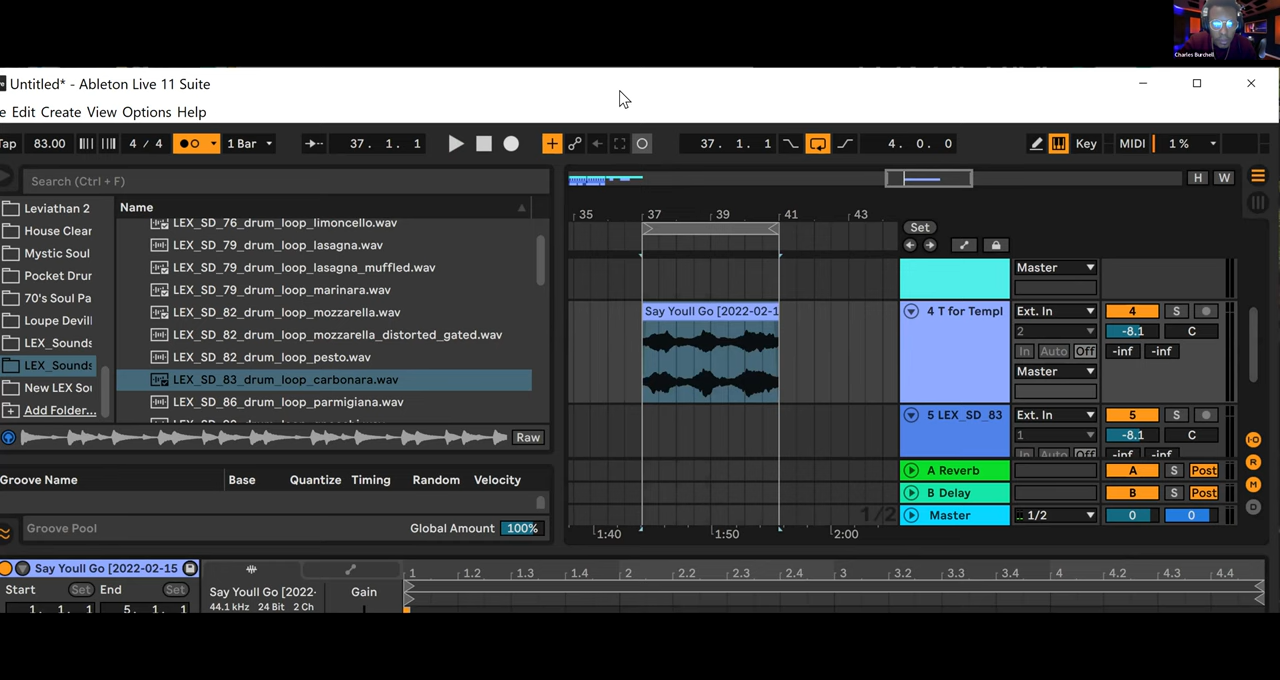 Charles Burchell
Untitled* - Ableton Live 11 Suite
e Edit Create View Options Help
Tap 83.00 4 / 4 1 Bar 37. 1. 1 37. 1. 1 4. 0. 0 Key MIDI 1 %
Search (Ctrl + F) H W
Leviathan 2 Name 35 37 39 41 43
House Clear LEX_SD_76_drum_loop_limoncello.wav Set
Mystic Soul LEX_SD_79_drum_loop_lasagna.wav
Pocket Drur LEX_SD_79_drum_loop_lasagna_muffled.wav Master
70's Soul Pa LEX_SD_79_drum_loop_marinara.wav
Loupe Devill LEX_SD_82_drum_loop_mozzarella.wav Say Youll Go [2022-02-1 4 T for Templ Ext. In 4 S
LEX_Sounds LEX_SD_82_drum_loop_mozzarella_distorted_gated.wav 2 -8.1 C
LEX_Sounds LEX_SD_82_drum_loop_pesto.wav In Auto Off -inf -inf
New LEX Sou LEX_SD_83_drum_loop_carbonara.wav Master
Add Folder... LEX_SD_86_drum_loop_parmigiana.wav
5 LEX_SD_83 Ext. In 5 S
Raw 1 -8.1 C
In Auto Off -inf -inf
Groove Name Base Quantize Timing Random Velocity A Reverb A S Post
B Delay B S Post
Groove Pool Global Amount 100% 1/2 Master 1/2 0 0
1:40 1:50 2:00
Say Youll Go [2022-02-15 1 1.2 1.3 1.4 2 2.2 2.3 2.4 3 3.2 3.3 3.4 4 4.2 4.3 4.4
Start Set End Set Say Youll Go [2022- Gain
1. 1. 1 5. 1. 1 44.1 kHz 24 Bit 2 Ch